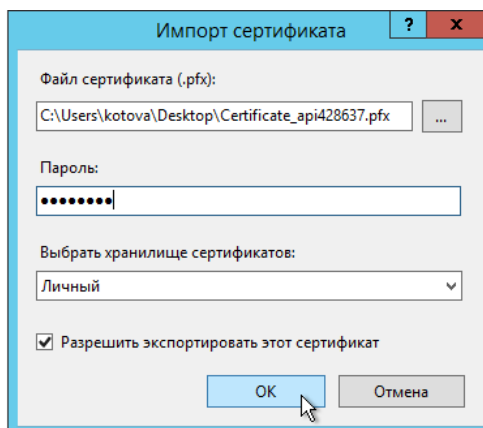 Импорт сертификата
?
x
Файл сертификата (.pfx):
C:\Users\kotova\Desktop\Certificate_api428637.pfx
...
Пароль:
●●●●●●●●
Выбрать хранилище сертификатов:
Личный
Разрешить экспортировать этот сертификат
OK
Отмена